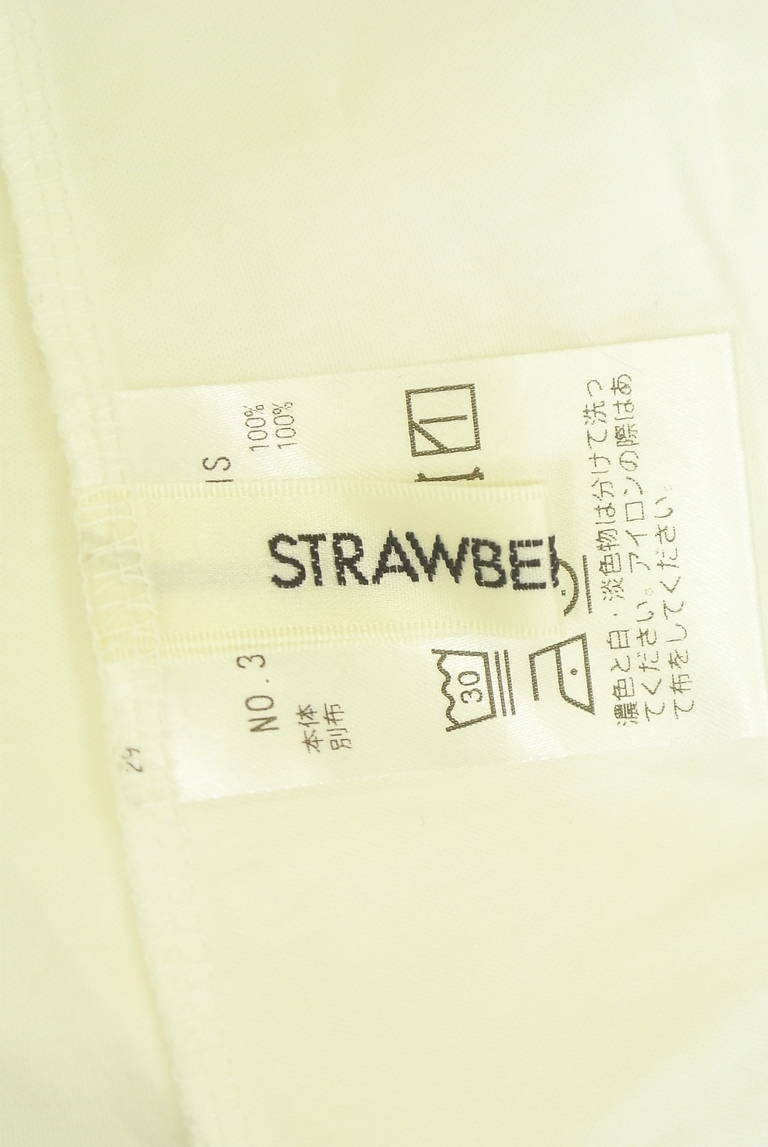 STRAWBE
IS
NO.3
本体 100%
別布 100%
30
濃色と白・淡色物は分けて洗っ
てください。アイロンの際はあ
て布をしてください。
24